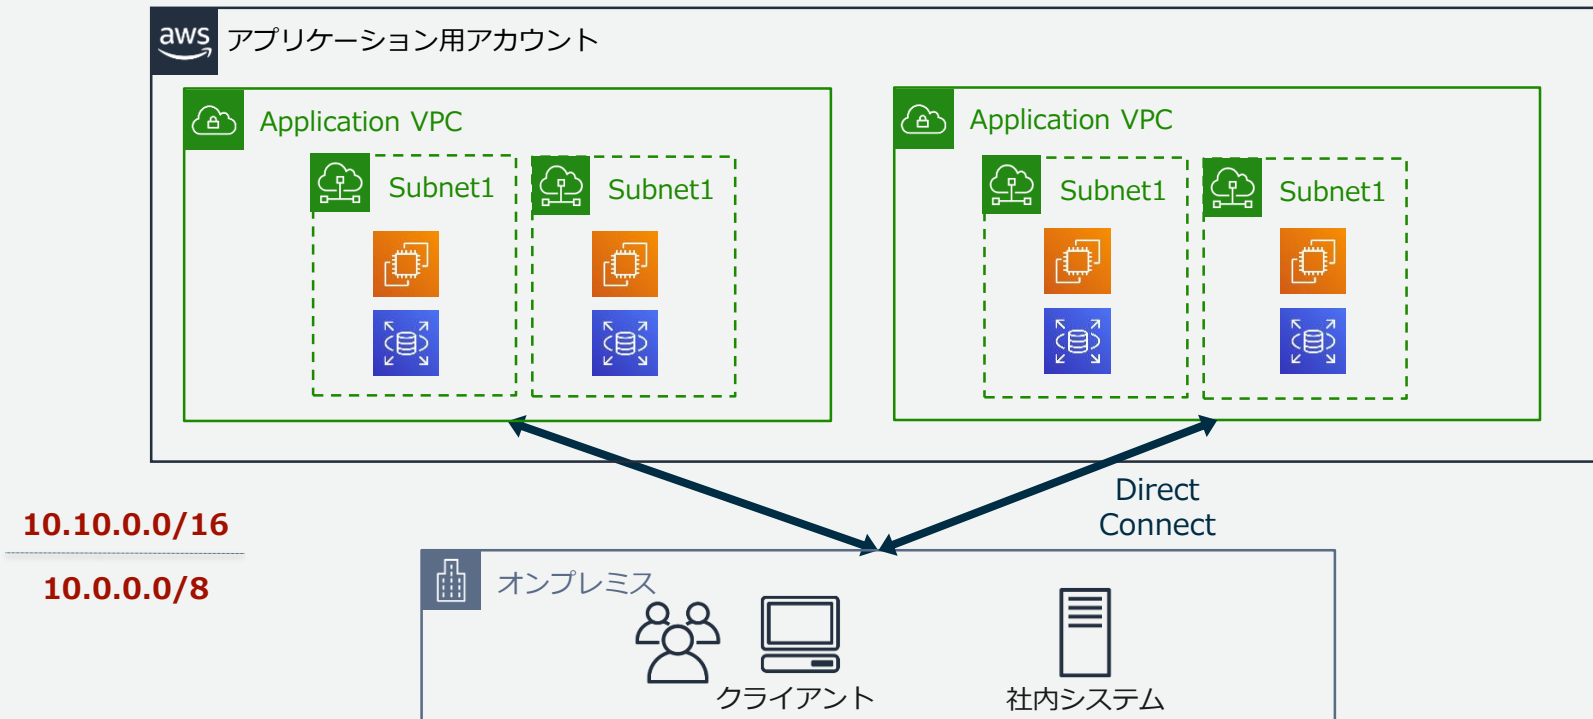 aws
アプリケーション用アカウント
Application VPC
Subnet1
Subnet1
Application VPC
Subnet1
Subnet1
Direct
Connect
10.10.0.0/16
10.0.0.0/8
オンプレミス
クライアント
社内システム